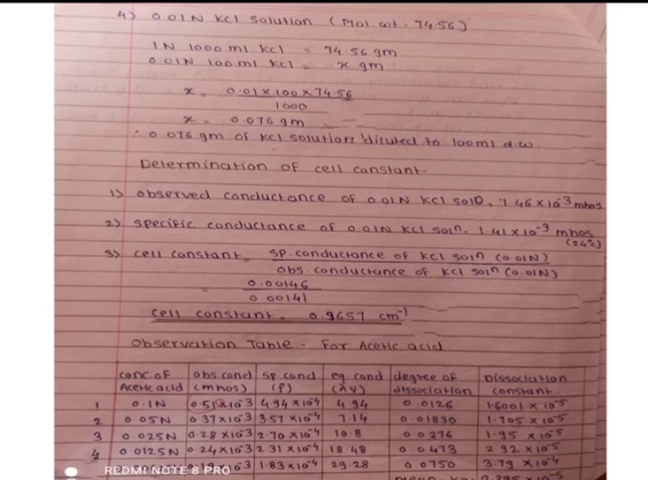 4) 0.01N KCl solution (Mol wt. 74.56)
1N 1000 ml KCl = 74.56 gm
0.01N 100 ml KCl = x gm
x = 0.01 x 100 x 74.56
1000
x = 0.076 gm
∴ 0.076 gm of KCl solution diluted to 100ml d.w.
Determination of cell constant.
1) observed conductance of 0.01N KCl soln. 1.46 x 10-3 mhos
2) specific conductance of 0.01N KCl soln. 1.41 x 10-3 mhos
(24°c)
3) cell constant = sp. conductance of KCl soln (0.01N)
obs. conductance of KCl soln (0.01N)
= 0.00146
0.00141
cell constant. 0.9657 cm-1
Observation Table - For Acetic acid
conc. of Acetic acid obs cond (mhos) sp. cond (ρ) eq. cond (λv) degree of dissociation Dissociation constant
1 0.1N 0.51x10-3 4.94x10-4 4.94 0.0126 1.6001 x 10-5
2 0.05N 0.37x10-3 3.57x10-4 7.14 0.01830 1.705 x 10-5
3 0.025N 0.28x10-3 2.70x10-4 10.8 0.0276 1.95 x 10-5
4 0.0125N 0.24x10-3 2.31x10-4 18.48 0.0473 2.92 x 10-5
1.83x10-4 29.28 0.0750 3.79 x 10-4
REDMI NOTE 8 PRO